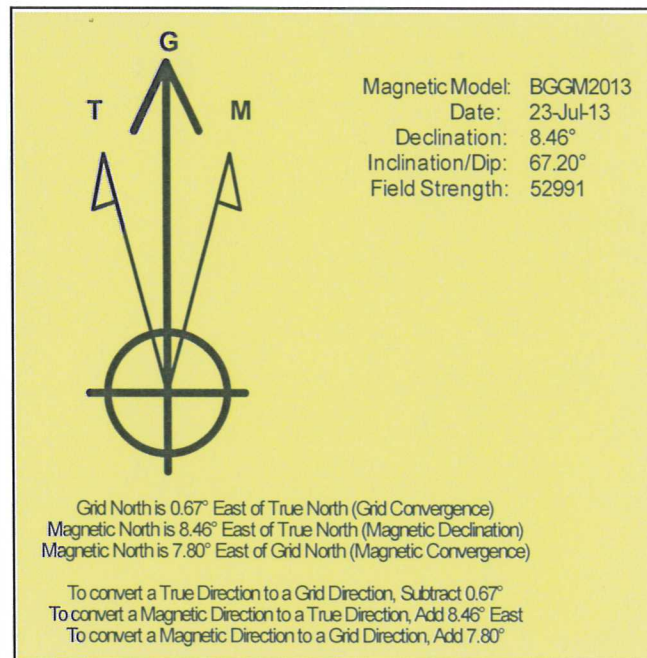 G
T M
Magnetic Model: BGGM2013
Date: 23-Jul-13
Declination: 8.46°
Inclination/Dip: 67.20°
Field Strength: 52991
Grid North is 0.67° East of True North (Grid Convergence)
Magnetic North is 8.46° East of True North (Magnetic Declination)
Magnetic North is 7.80° East of Grid North (Magnetic Convergence)
To convert a True Direction to a Grid Direction, Subtract 0.67°
To convert a Magnetic Direction to a True Direction, Add 8.46° East
To convert a Magnetic Direction to a Grid Direction, Add 7.80°